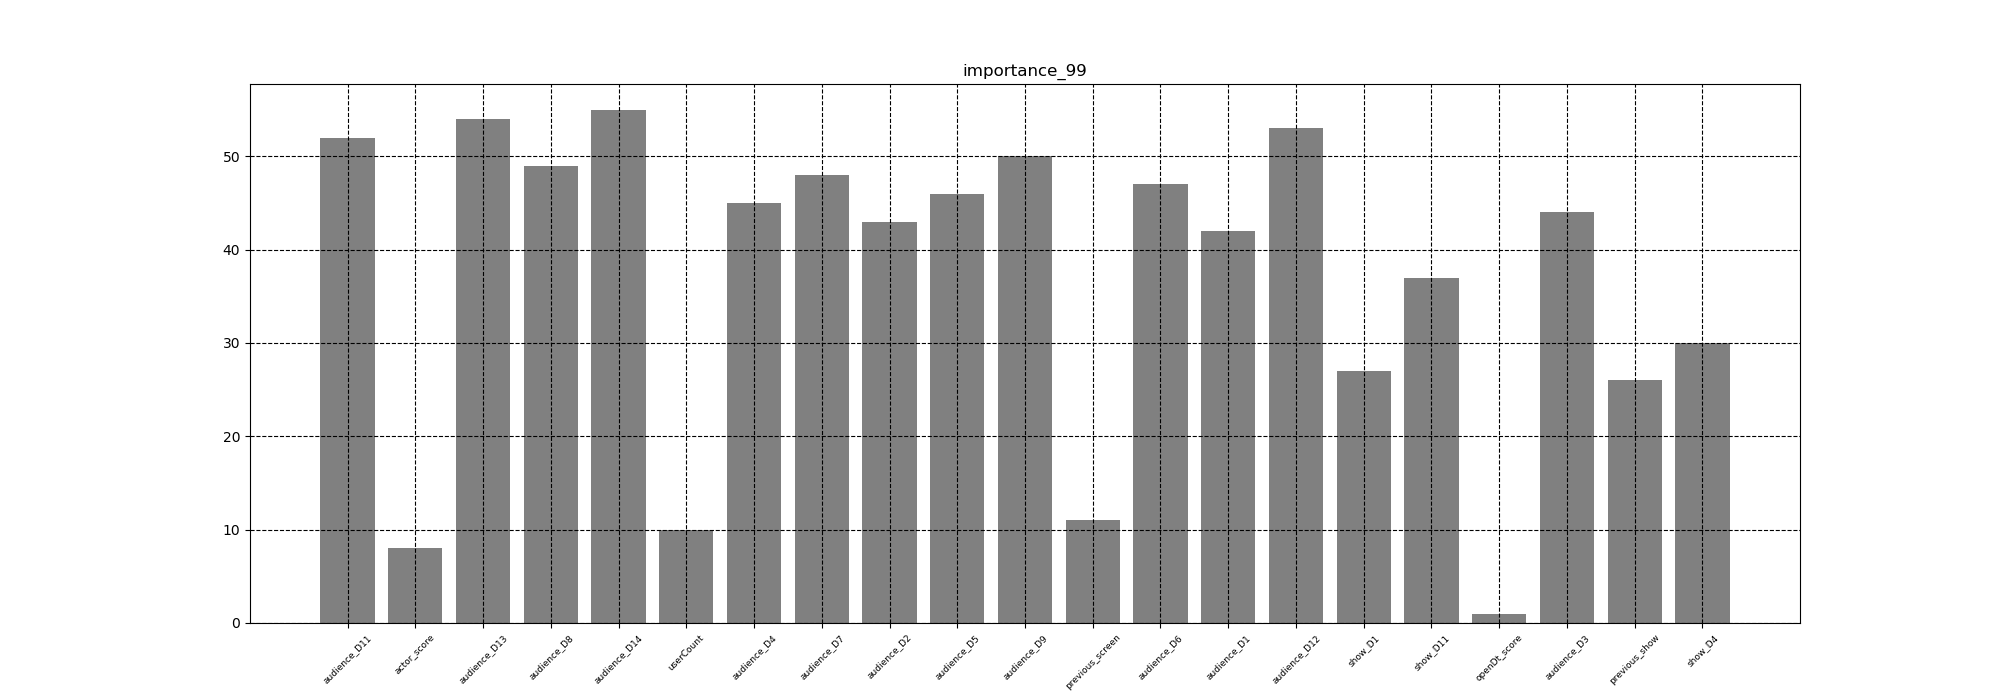 importance_99
50
40
30
20
10
0
audience_D11
actor_score
audience_D13
audience_D8
audience_D14
userCount
audience_D4
audience_D7
audience_D2
audience_D5
audience_D9
previous_screen
audience_D6
audience_D1
audience_D12
show_D1
show_D11
openDt_score
audience_D3
previous_show
show_D4